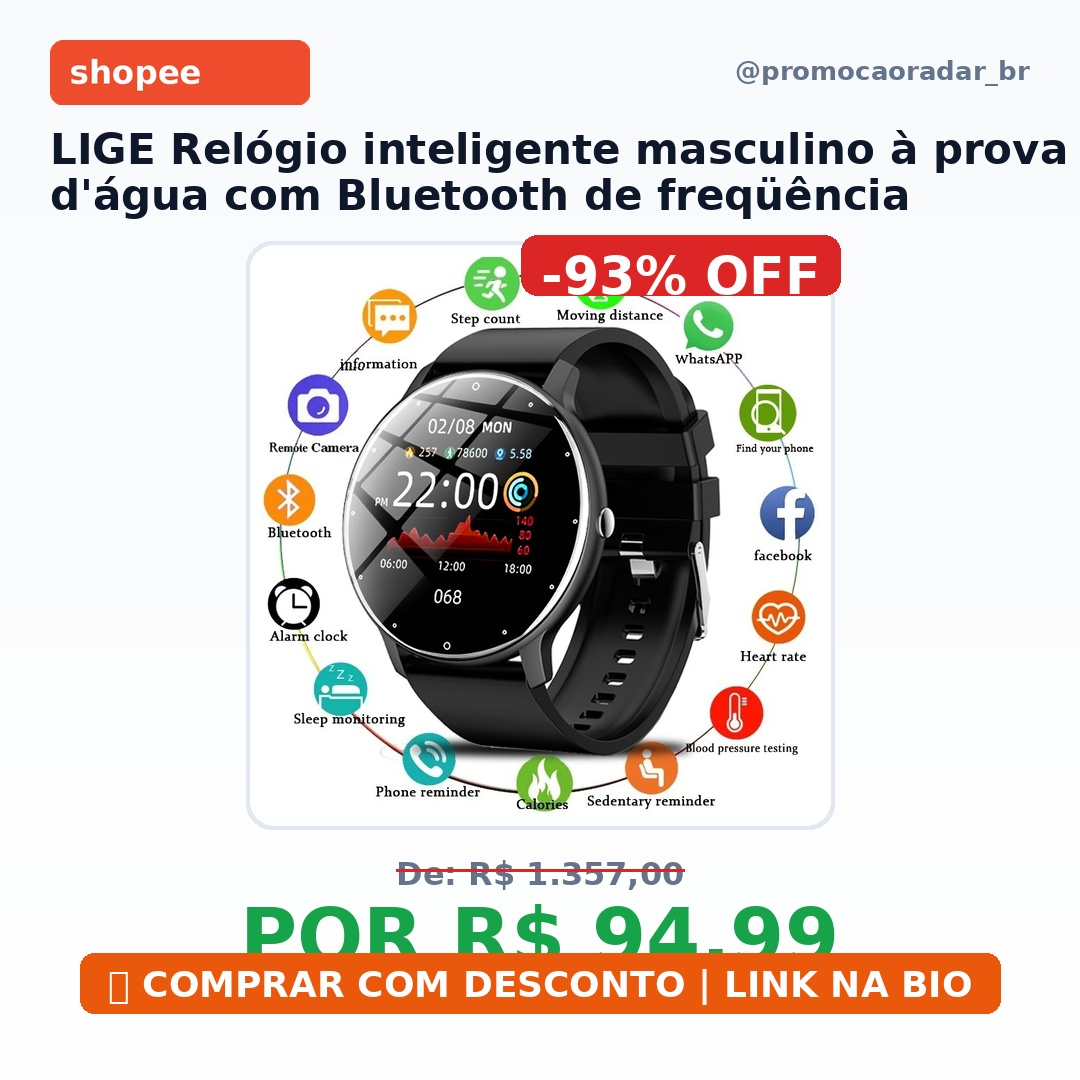 shopee
@promocaoradar_br
LIGE Relógio inteligente masculino à prova
d'água com Bluetooth de freqüência
-93% OFF
Step count
Moving distance
information
WhatsAPP
Remote Camera
Find your phone
02/08 MON
257 78600 5.58
PM 22:00
140
80
60
06:00 12:00 18:00
068
Bluetooth
facebook
Alarm clock
Heart rate
z Z z
Sleep monitoring
Blood pressure testing
Phone reminder
Calories
Sedentary reminder
De: R$ 1.357,00
POR R$ 94,99
COMPRAR COM DESCONTO | LINK NA BIO